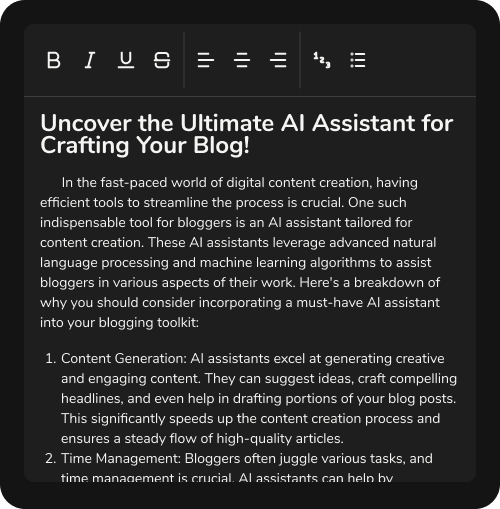 B I U S
Uncover the Ultimate AI Assistant for
Crafting Your Blog!
In the fast-paced world of digital content creation, having
efficient tools to streamline the process is crucial. One such
indispensable tool for bloggers is an AI assistant tailored for
content creation. These AI assistants leverage advanced natural
language processing and machine learning algorithms to assist
bloggers in various aspects of their work. Here's a breakdown of
why you should consider incorporating a must-have AI assistant
into your blogging toolkit:
1. Content Generation: AI assistants excel at generating creative
and engaging content. They can suggest ideas, craft compelling
headlines, and even help in drafting portions of your blog posts.
This significantly speeds up the content creation process and
ensures a steady flow of high-quality articles.
2. Time Management: Bloggers often juggle various tasks, and
time management is crucial. AI assistants can help by